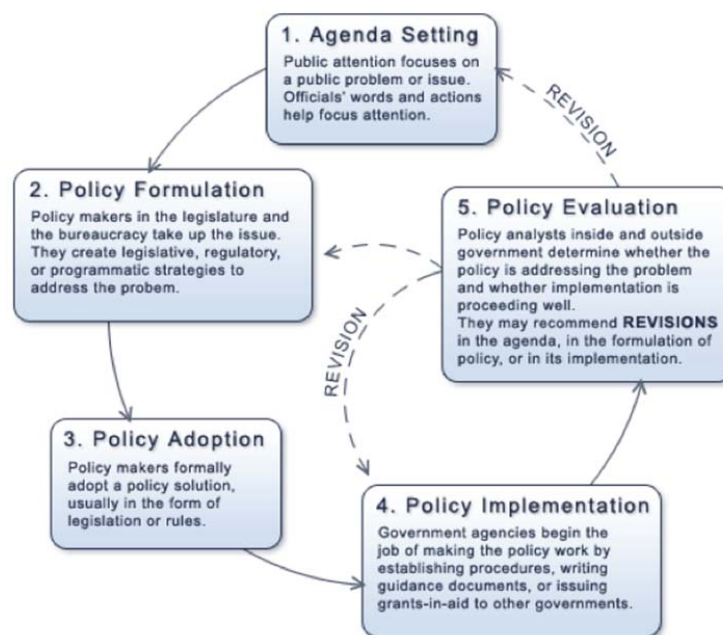 1. Agenda Setting
Public attention focuses on
a public problem or issue.
Officials' words and actions
help focus attention.
REVISION
2. Policy Formulation
Policy makers in the legislature and
the bureaucracy take up the issue.
They create legislative, regulatory,
or programmatic strategies to
address the probem.
5. Policy Evaluation
Policy analysts inside and outside
government determine whether the
policy is addressing the problem
and whether implementation is
proceeding well.
They may recommend REVISIONS
in the agenda, in the formulation of
policy, or in its implementation.
REVISION
3. Policy Adoption
Policy makers formally
adopt a policy solution,
usually in the form of
legislation or rules.
4. Policy Implementation
Government agencies begin the
job of making the policy work by
establishing procedures, writing
guidance documents, or issuing
grants-in-aid to other governments.